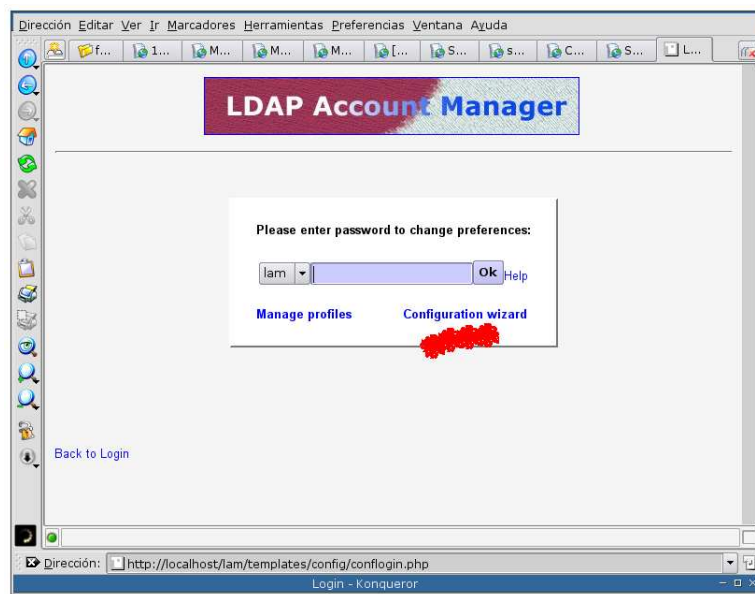 Dirección Editar Ver Ir Marcadores Herramientas Preferencias Ventana Ayuda
f... 1... M... M... M... [... S... s... C... S... L...
LDAP Account Manager
Please enter password to change preferences:
lam Ok Help
Manage profiles Configuration wizard
Back to Login
Dirección: http://localhost/lam/templates/config/conflogin.php
Login - Konqueror